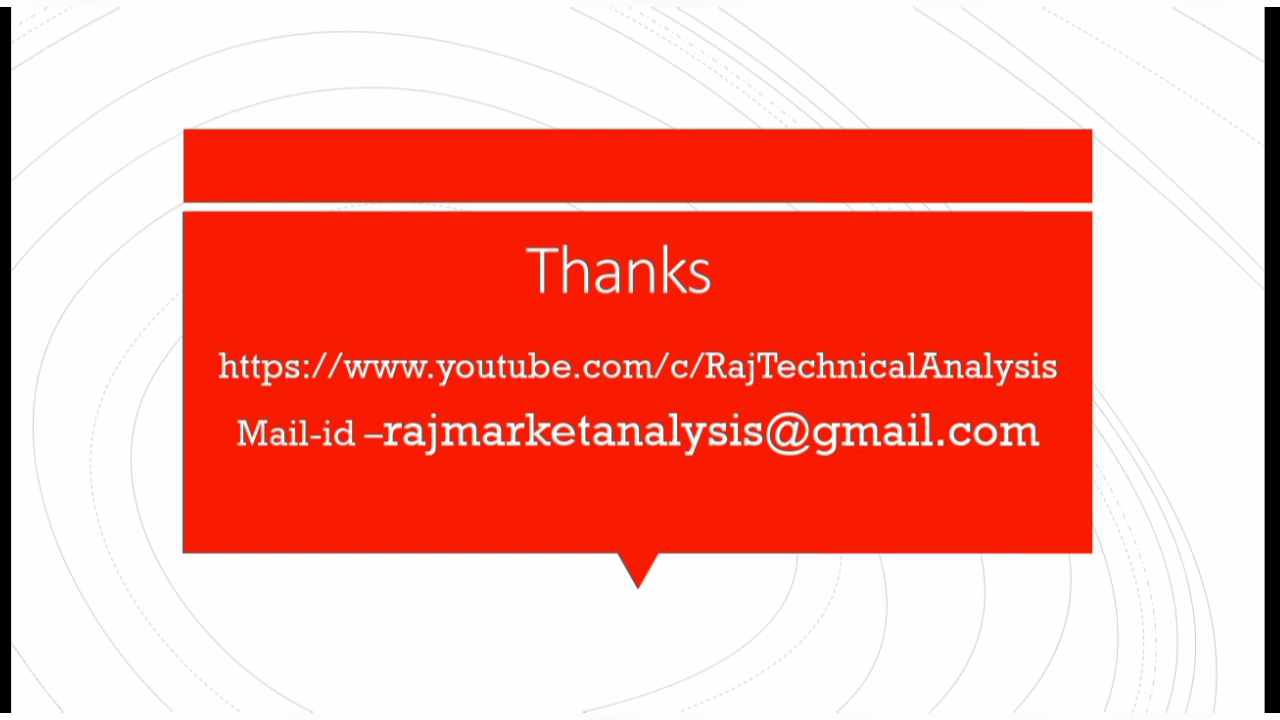 Thanks
https://www.youtube.com/c/RajTechnicalAnalysis
Mail-id –rajmarketanalysis@gmail.com